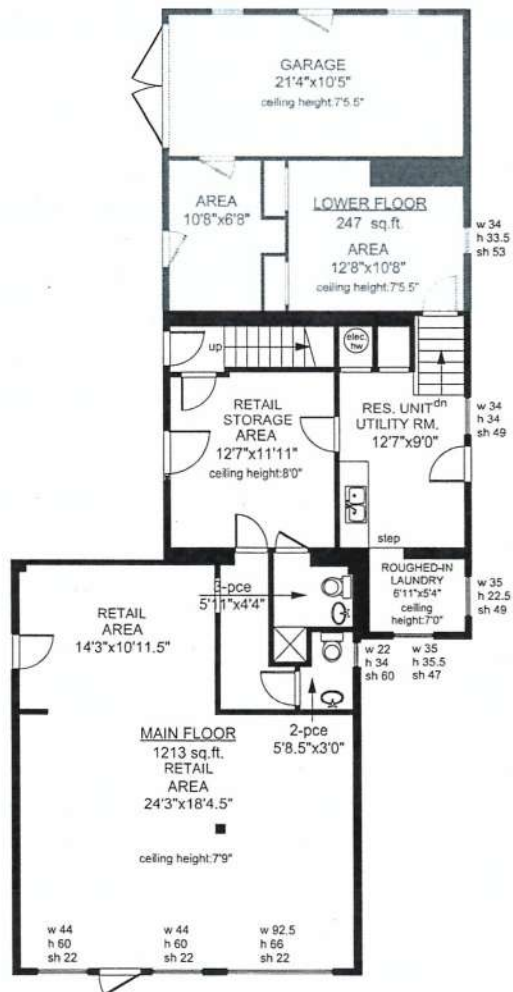 GARAGE
21'4"x10'5"
ceiling height:7'5.5"
AREA
10'8"x6'8"
LOWER FLOOR
247 sq.ft.
AREA
12'8"x10'8"
ceiling height:7'5.5"
w 34
h 33.5
sh 53
up
elec.
hw
dn
RETAIL
STORAGE
AREA
12'7"x11'11"
ceiling height:8'0"
RES. UNIT
UTILITY RM.
12'7"x9'0"
w 34
h 34
sh 49
step
ROUGHED-IN
LAUNDRY
6'11"x5'4"
ceiling
height:7'0"
w 35
h 22.5
sh 49
3-pce
5'11"x4'4"
RETAIL
AREA
14'3"x10'11.5"
w 22
h 34
sh 60
w 35
h 35.5
sh 47
2-pce
5'8.5"x3'0"
MAIN FLOOR
1213 sq.ft.
RETAIL
AREA
24'3"x18'4.5"
ceiling height:7'9"
w 44
h 60
sh 22
w 44
h 60
sh 22
w 92.5
h 66
sh 22